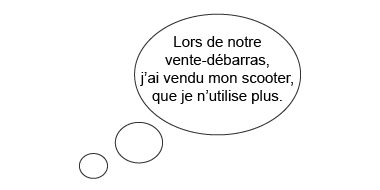 Lors de notre
vente-débarras,
j’ai vendu mon scooter,
que je n’utilise plus.